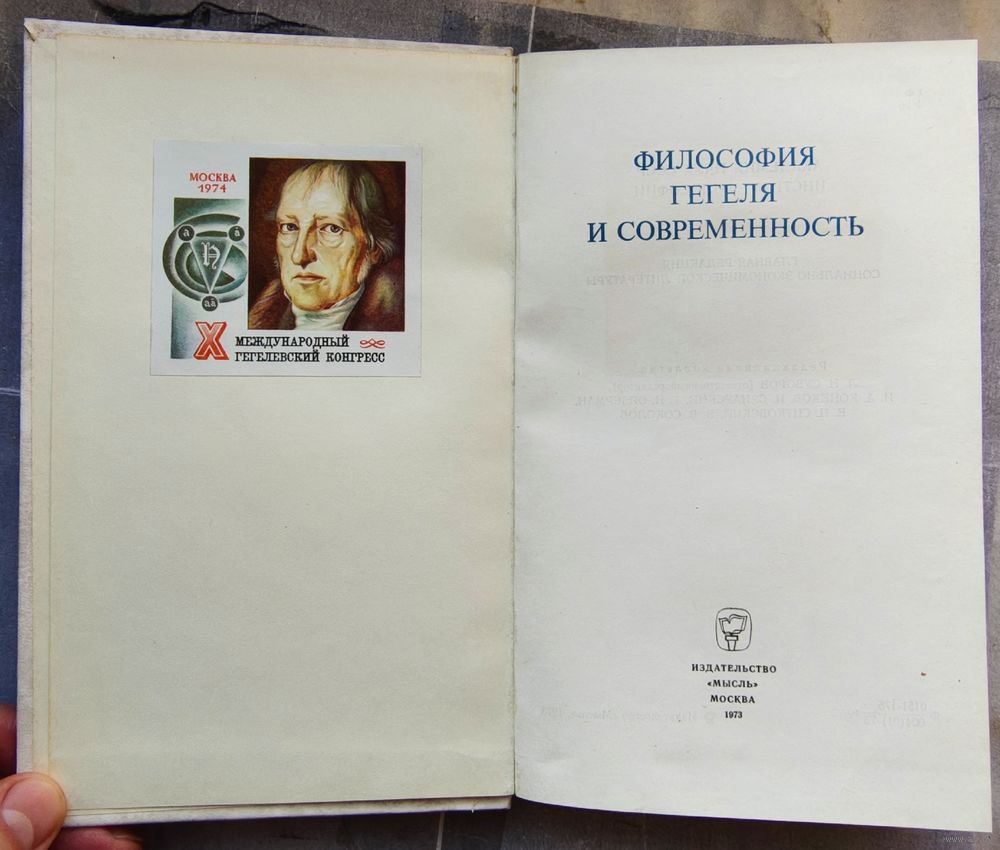 МОСКВА
1974
X МЕЖДУНАРОДНЫЙ
ГЕГЕЛЕВСКИЙ КОНГРЕСС
ФИЛОСОФИЯ
ГЕГЕЛЯ
И СОВРЕМЕННОСТЬ
ИЗДАТЕЛЬСТВО
«МЫСЛЬ»
МОСКВА
1973